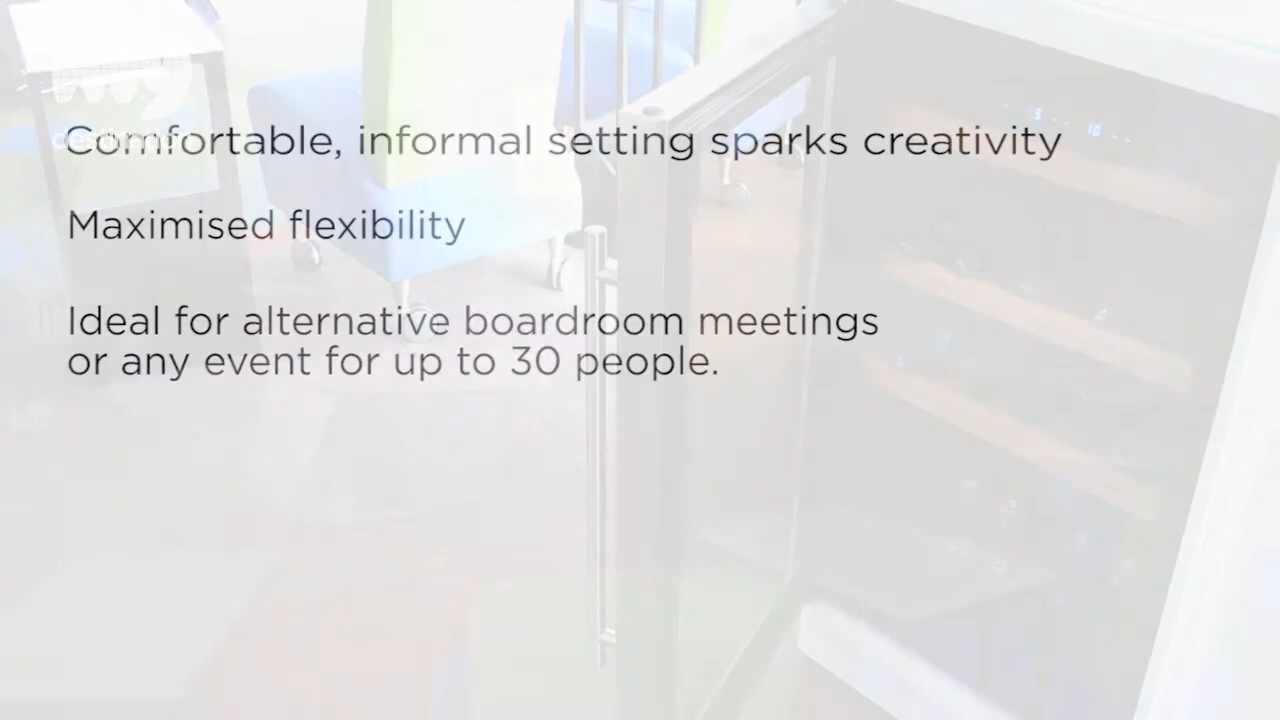 Comfortable, informal setting sparks creativity
Maximised flexibility
Ideal for alternative boardroom meetings
or any event for up to 30 people.